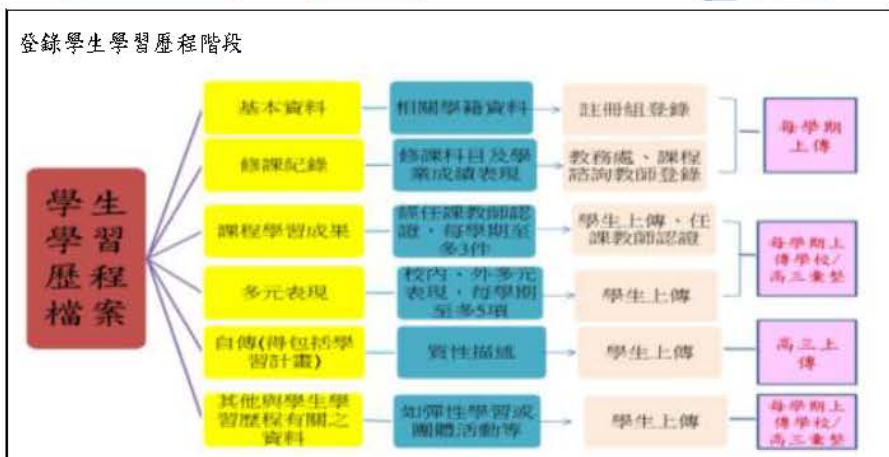 登錄學生學習歷程階段
學生
學習
歷程
檔案
基本資料
相關學籍資料
註冊組登錄
每學期
上傳
修課紀錄
修課科目及學
業成績表現
教務處、課程
諮詢教師登錄
課程學習成果
經任課教師認
證，每學期至
多3件
學生上傳、任
課教師認證
每學期上
傳學校/
高三彙整
多元表現
校內、外多元
表現，每學期
至多5項
學生上傳
自傳(得包括學
習計畫)
質性描述
學生上傳
高三上
傳
其他與學生學
習歷程有關之
資料
如彈性學習或
團體活動等
學生上傳
每學期上
傳學校/
高三彙整